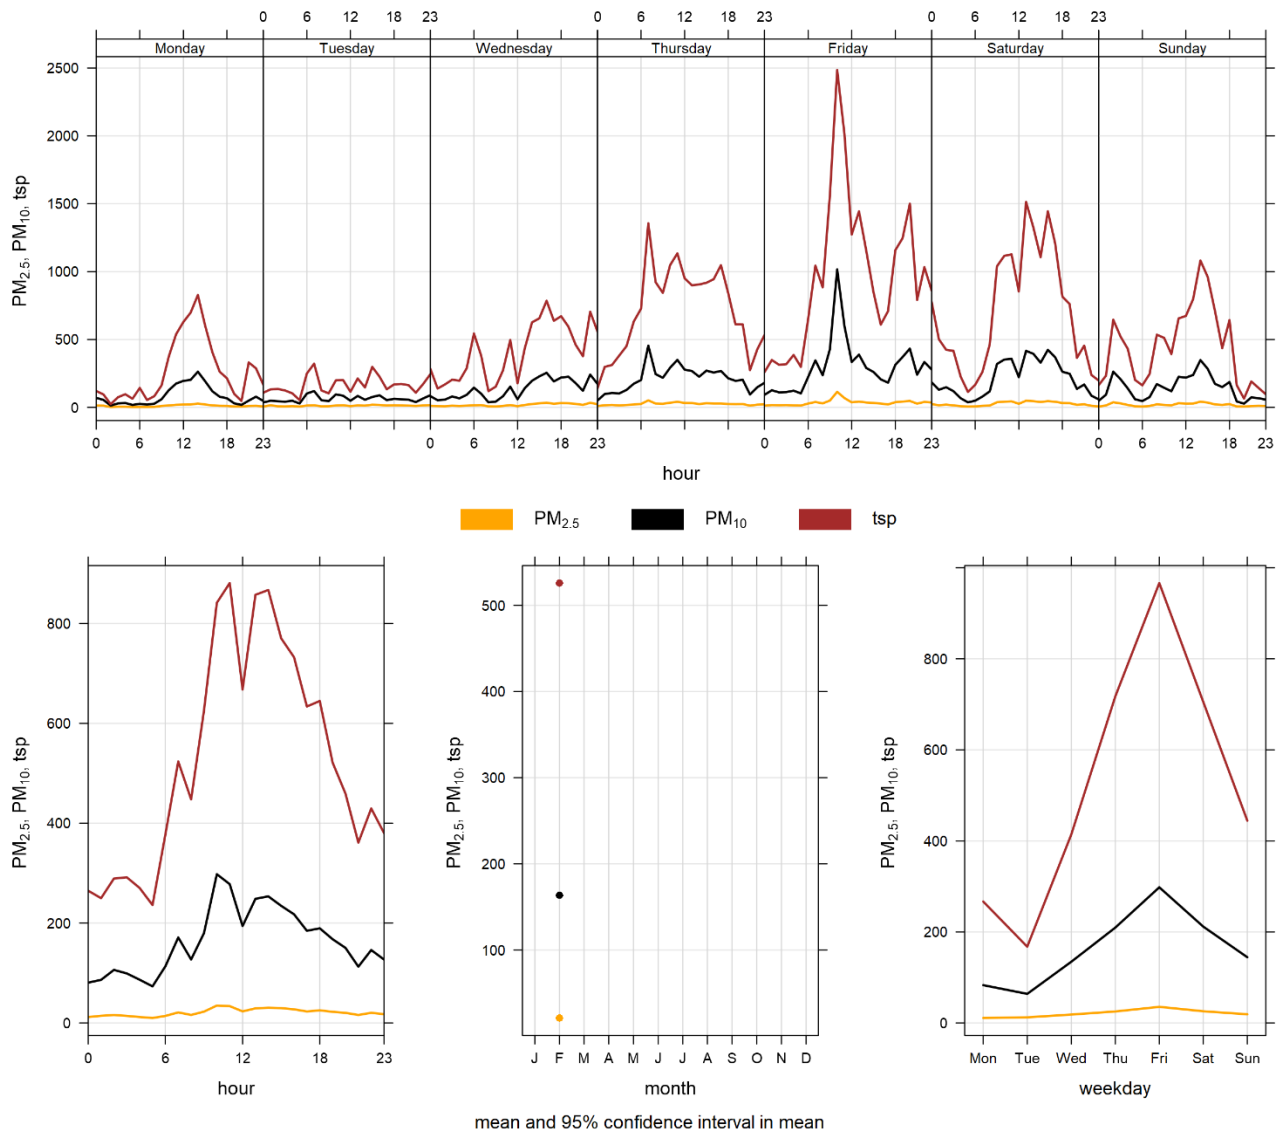 0 6 12 18 23 0 6 12 18 23 0 6 12 18 23
Monday Tuesday Wednesday Thursday Friday Saturday Sunday
2500
2000
1500
1000
500
0
PM2.5, PM10, tsp
0 6 12 18 23 0 6 12 18 23 0 6 12 18 23 0 6 12 18 23
hour
PM2.5 PM10 tsp
800
600
400
200
0
PM2.5, PM10, tsp
0 6 12 18 23
hour
500
400
300
200
100
PM2.5, PM10, tsp
J F M A M J J A S O N D
month
800
600
400
200
0
PM2.5, PM10, tsp
Mon Tue Wed Thu Fri Sat Sun
weekday
mean and 95% confidence interval in mean